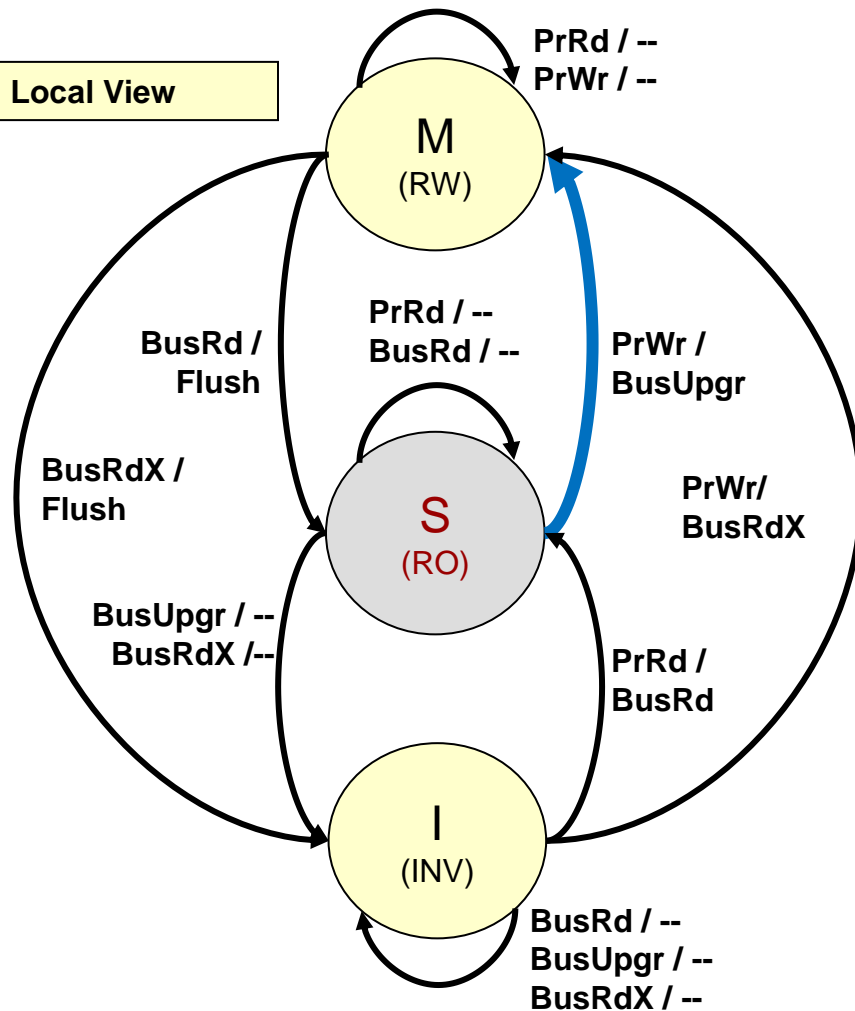 PrRd / --
PrWr / --
Local View
M
(RW)
PrRd / --
BusRd / --
BusRd /
Flush
PrWr /
BusUpgr
BusRdX /
Flush
PrWr/
BusRdX
S
(RO)
BusUpgr / --
BusRdX /--
PrRd /
BusRd
I
(INV)
BusRd / --
BusUpgr / --
BusRdX / --